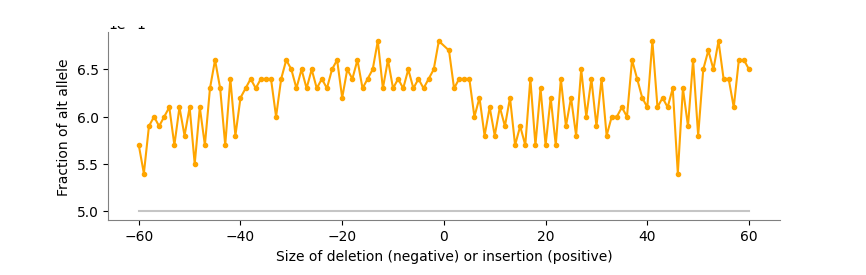 6.5
6.0
5.5
5.0
Fraction of alt allele
−60 −40 −20 0 20 40 60
Size of deletion (negative) or insertion (positive)